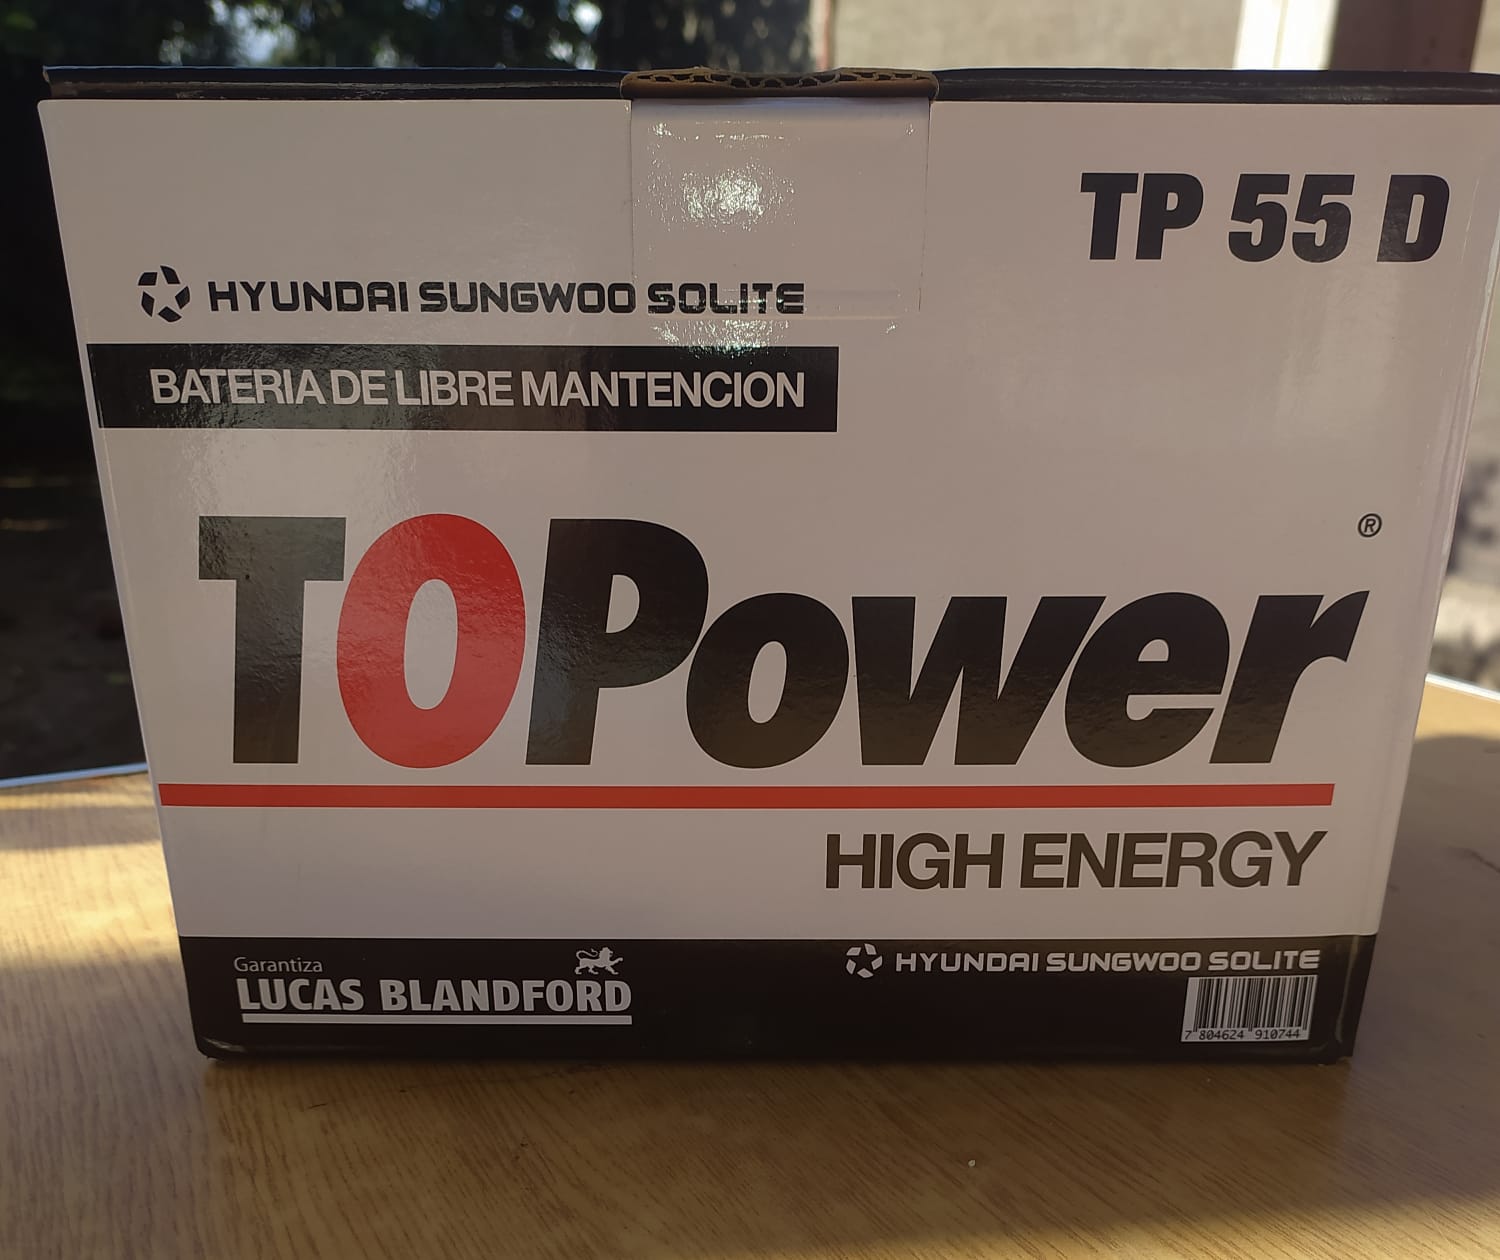 TP 55 D
HYUNDAI SUNGWOO SOLITE
BATERIA DE LIBRE MANTENCION
TOPower®
HIGH ENERGY
Garantiza
LUCAS BLANDFORD
HYUNDAI SUNGWOO SOLITE
7 804624 910744